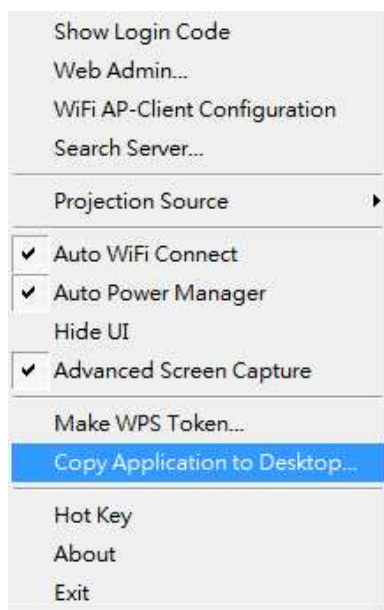 Show Login Code
Web Admin...
WiFi AP-Client Configuration
Search Server...
Projection Source
Auto WiFi Connect
Auto Power Manager
Hide UI
Advanced Screen Capture
Make WPS Token...
Copy Application to Desktop...
Hot Key
About
Exit